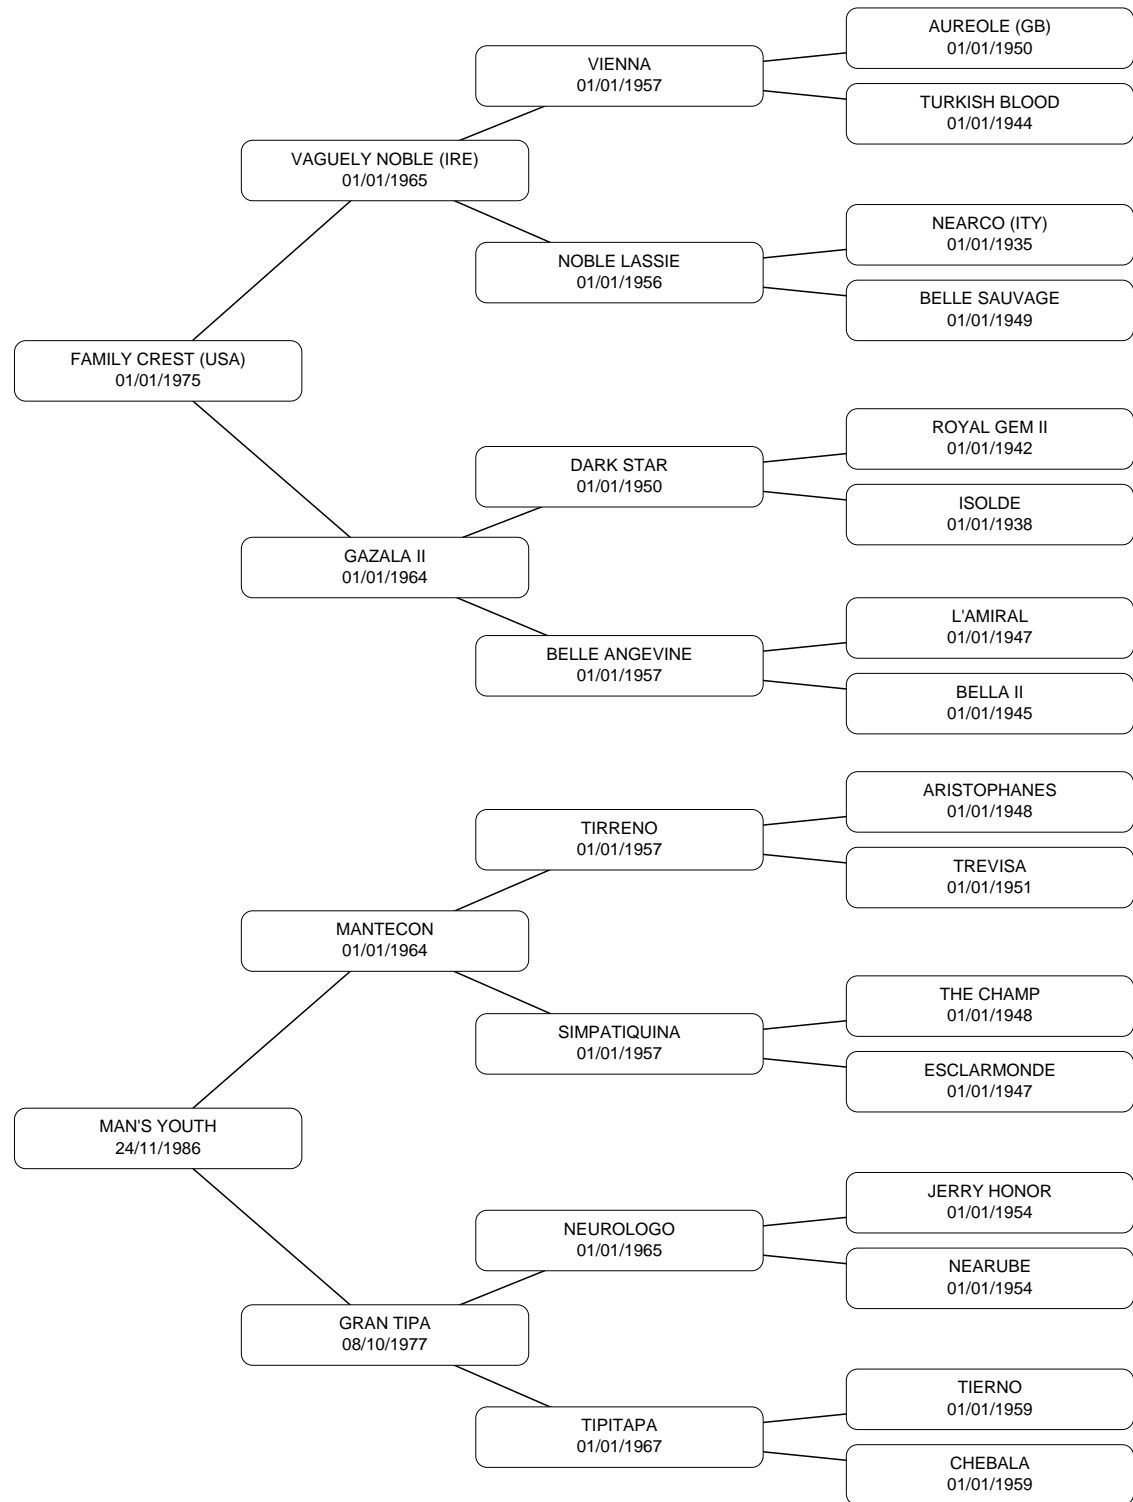 AUREOLE (GB)
01/01/1950
VIENNA
01/01/1957
TURKISH BLOOD
01/01/1944
VAGUELY NOBLE (IRE)
01/01/1965
NEARCO (ITY)
01/01/1935
NOBLE LASSIE
01/01/1956
BELLE SAUVAGE
01/01/1949
FAMILY CREST (USA)
01/01/1975
ROYAL GEM II
01/01/1942
DARK STAR
01/01/1950
ISOLDE
01/01/1938
GAZALA II
01/01/1964
L'AMIRAL
01/01/1947
BELLE ANGEVINE
01/01/1957
BELLA II
01/01/1945
ARISTOPHANES
01/01/1948
TIRRENO
01/01/1957
TREVISA
01/01/1951
MANTECON
01/01/1964
THE CHAMP
01/01/1948
SIMPATIQUINA
01/01/1957
ESCLARMONDE
01/01/1947
MAN'S YOUTH
24/11/1986
JERRY HONOR
01/01/1954
NEUROLOGO
01/01/1965
NEARUBE
01/01/1954
GRAN TIPA
08/10/1977
TIERNO
01/01/1959
TIPITAPA
01/01/1967
CHEBALA
01/01/1959